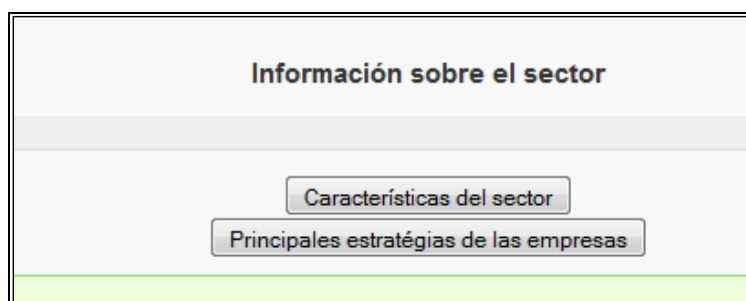 Información sobre el sector
Características del sector
Principales estratégias de las empresas